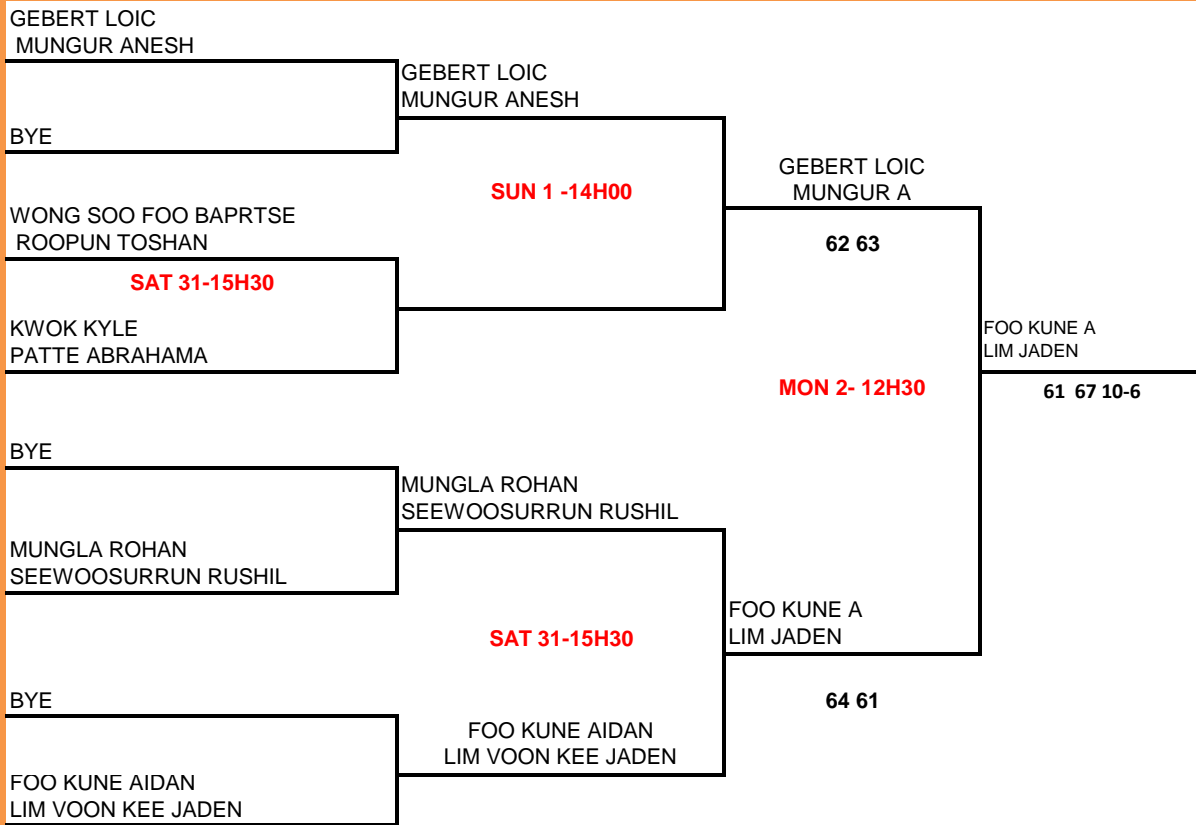 GEBERT LOIC
MUNGUR ANESH
GEBERT LOIC
MUNGUR ANESH
BYE
SUN 1 -14H00
GEBERT LOIC
MUNGUR A
WONG SOO FOO BAPRTSE
ROOPUN TOSHAN
62 63
SAT 31-15H30
KWOK KYLE
PATTE ABRAHAMA
FOO KUNE A
LIM JADEN
MON 2- 12H30
61 67 10-6
BYE
MUNGLA ROHAN
SEEWOOSURRUN RUSHIL
MUNGLA ROHAN
SEEWOOSURRUN RUSHIL
SAT 31-15H30
FOO KUNE A
LIM JADEN
BYE
64 61
FOO KUNE AIDAN
LIM VOON KEE JADEN
FOO KUNE AIDAN
LIM VOON KEE JADEN